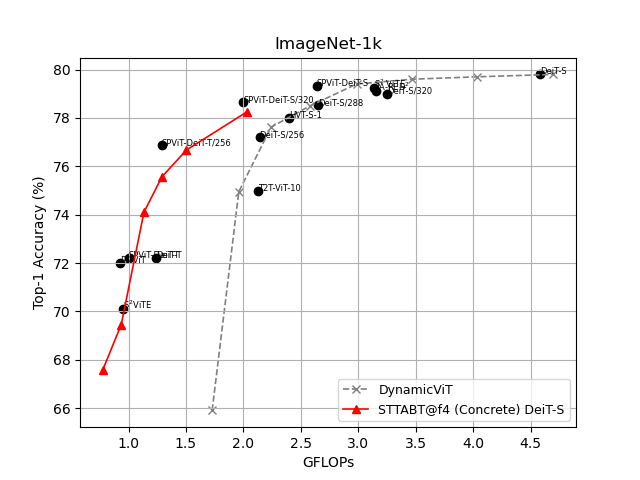 ImageNet-1k
80
78
76
74
72
70
68
66
Top-1 Accuracy (%)
DeiT-S
SPViT-DeiT-S
DeiT-S/320
SPViT-DeiT-S/320
DeiT-S/288
HVT-S-1
DeiT-S/256
SPViT-DeiT-T/256
T2T-ViT-10
S²ViTE
DynamicViT
STTABT@f4 (Concrete) DeiT-S
1.0 1.5 2.0 2.5 3.0 3.5 4.0 4.5
GFLOPs